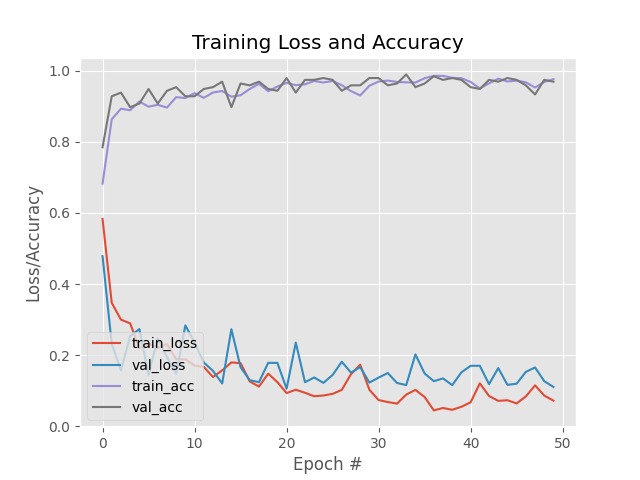 Training Loss and Accuracy
1.0
0.8
0.6
0.4
0.2
0.0
Loss/Accuracy
train_loss
val_loss
train_acc
val_acc
0 10 20 30 40 50
Epoch #